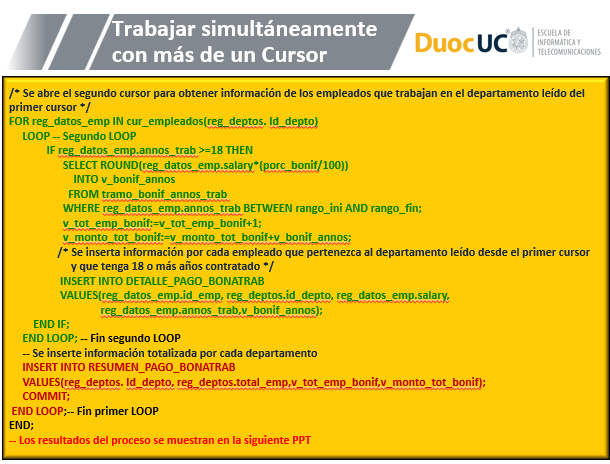 Trabajar simultáneamente
con más de un Cursor
DuocUC
ESCUELA DE
INFORMÁTICA Y
TELECOMUNICACIONES
/* Se abre el segundo cursor para obtener información de los empleados que trabajan en el departamento leído del
primer cursor */
FOR reg_datos_emp IN cur_empleados(reg_deptos. Id_depto)
LOOP -- Segundo LOOP
IF reg_datos_emp.annos_trab >=18 THEN
SELECT ROUND(reg_datos_emp.salary*(porc_bonif/100))
INTO v_bonif_annos
FROM tramo_bonif_annos_trab
WHERE reg_datos_emp.annos_trab BETWEEN rango_ini AND rango_fin;
v_tot_emp_bonif:=v_tot_emp_bonif+1;
v_monto_tot_bonif:=v_monto_tot_bonif+v_bonif_annos;
/* Se inserta información por cada empleado que pertenezca al departamento leído desde el primer cursor
y que tenga 18 o más años contratado */
INSERT INTO DETALLE_PAGO_BONATRAB
VALUES(reg_datos_emp.id_emp, reg_deptos.id_depto, reg_datos_emp.salary,
reg_datos_emp.annos_trab,v_bonif_annos);
END IF;
END LOOP; -- Fin segundo LOOP
-- Se inserte información totalizada por cada departamento
INSERT INTO RESUMEN_PAGO_BONATRAB
VALUES(reg_deptos. Id_depto, reg_deptos.total_emp,v_tot_emp_bonif,v_monto_tot_bonif);
COMMIT;
END LOOP;-- Fin primer LOOP
END;
-- Los resultados del proceso se muestran en la siguiente PPT